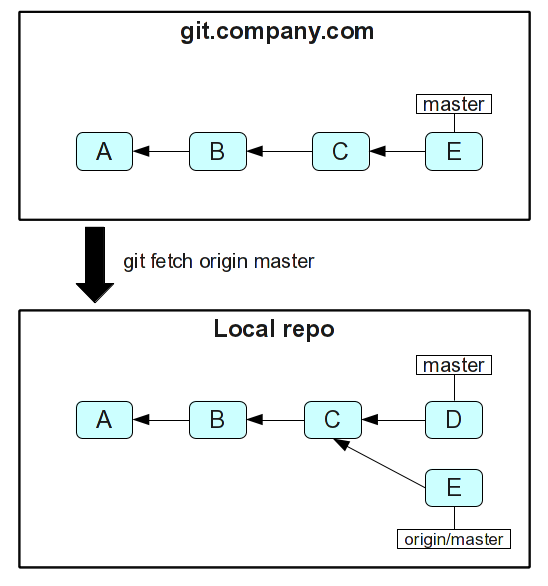 git.company.com
master
A B C E
git fetch origin master
Local repo
master
A B C D
E
origin/master